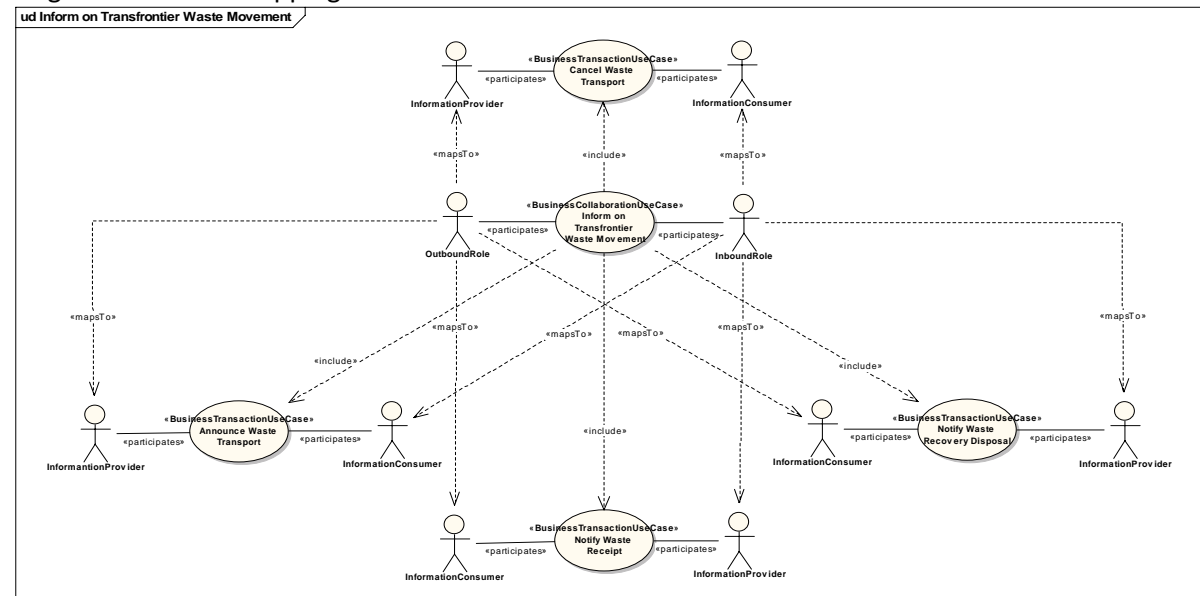 ud Inform on Transfrontier Waste Movement
«BusinessTransactionUseCase»
Cancel Waste
Transport
«participates»
«participates»
InformationProvider
InformationConsumer
«mapsTo»
«include»
«mapsTo»
«BusinessCollaborationUseCase»
Inform on
Transfrontier
Waste Movement
«participates»
«participates»
OutboundRole
InboundRole
«mapsTo»
«mapsTo»
«mapsTo»
«mapsTo»
«mapsTo»
«mapsTo»
«include»
«include»
«BusinessTransactionUseCase»
Announce Waste
Transport
«participates»
«participates»
InformantionProvider
InformationConsumer
«include»
«BusinessTransactionUseCase»
Notify Waste
Recovery Disposal
«participates»
«participates»
InformationConsumer
InformationProvider
«BusinessTransactionUseCase»
Notify Waste
Receipt
«participates»
«participates»
InformationConsumer
InformationProvider